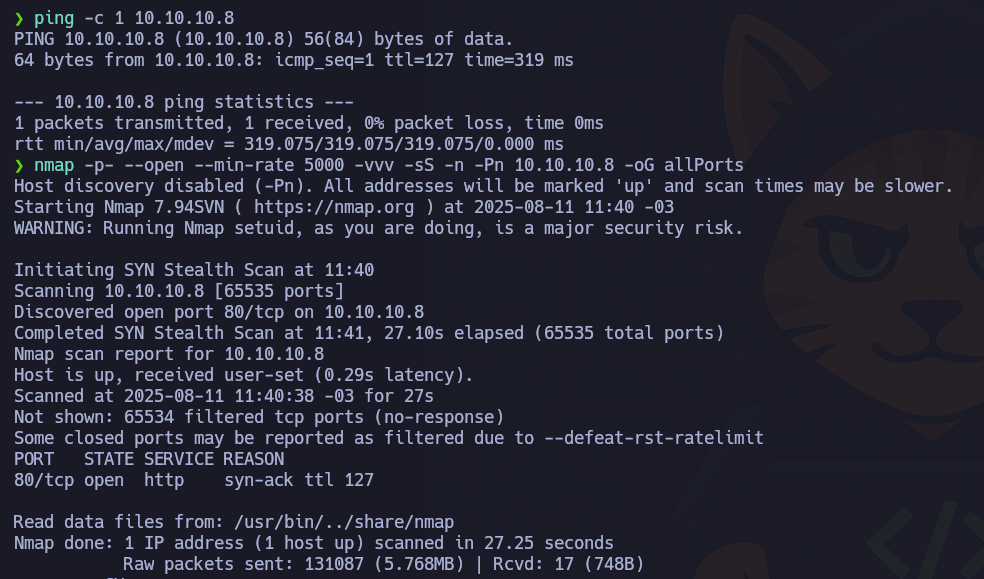 ❯ ping -c 1 10.10.10.8
PING 10.10.10.8 (10.10.10.8) 56(84) bytes of data.
64 bytes from 10.10.10.8: icmp_seq=1 ttl=127 time=319 ms
--- 10.10.10.8 ping statistics ---
1 packets transmitted, 1 received, 0% packet loss, time 0ms
rtt min/avg/max/mdev = 319.075/319.075/319.075/0.000 ms
❯ nmap -p- --open --min-rate 5000 -vvv -sS -n -Pn 10.10.10.8 -oG allPorts
Host discovery disabled (-Pn). All addresses will be marked 'up' and scan times may be slower.
Starting Nmap 7.94SVN ( https://nmap.org ) at 2025-08-11 11:40 -03
WARNING: Running Nmap setuid, as you are doing, is a major security risk.
Initiating SYN Stealth Scan at 11:40
Scanning 10.10.10.8 [65535 ports]
Discovered open port 80/tcp on 10.10.10.8
Completed SYN Stealth Scan at 11:41, 27.10s elapsed (65535 total ports)
Nmap scan report for 10.10.10.8
Host is up, received user-set (0.29s latency).
Scanned at 2025-08-11 11:40:38 -03 for 27s
Not shown: 65534 filtered tcp ports (no-response)
Some closed ports may be reported as filtered due to --defeat-rst-ratelimit
PORT   STATE SERVICE REASON
80/tcp open  http    syn-ack ttl 127
Read data files from: /usr/bin/../share/nmap
Nmap done: 1 IP address (1 host up) scanned in 27.25 seconds
           Raw packets sent: 131087 (5.768MB) | Rcvd: 17 (748B)